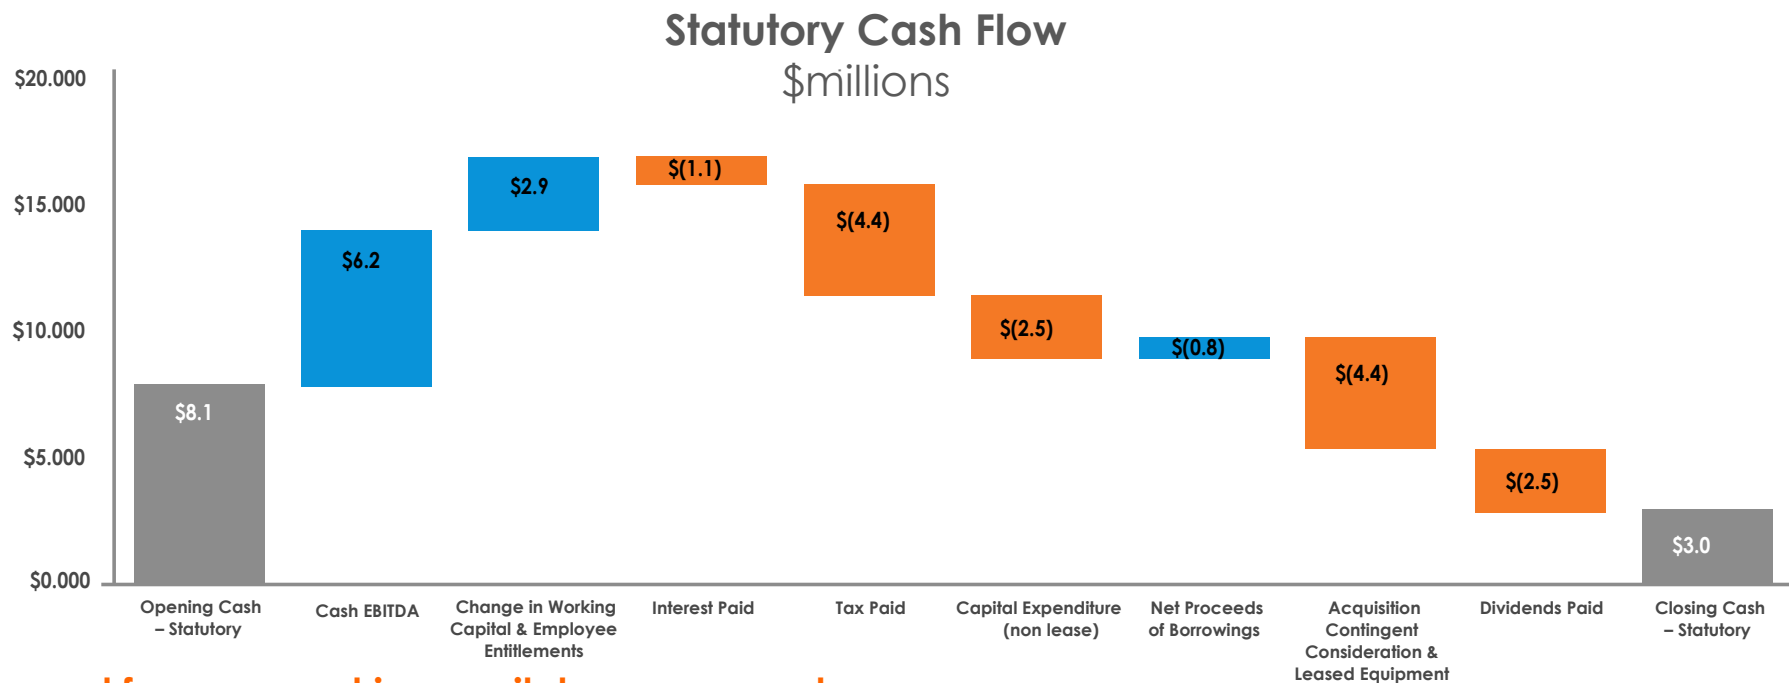 Statutory Cash Flow
$millions
$20.000
$15.000
$10.000
$5.000
$0.000
$8.1
$6.2
$2.9
$(1.1)
$(4.4)
$(2.5)
$(0.8)
$(4.4)
$(2.5)
$3.0
Opening Cash
– Statutory
Cash EBITDA
Change in Working
Capital & Employee
Entitlements
Interest Paid
Tax Paid
Capital Expenditure
(non lease)
Net Proceeds
of Borrowings
Acquisition
Contingent
Consideration &
Leased Equipment
Dividends Paid
Closing Cash
– Statutory